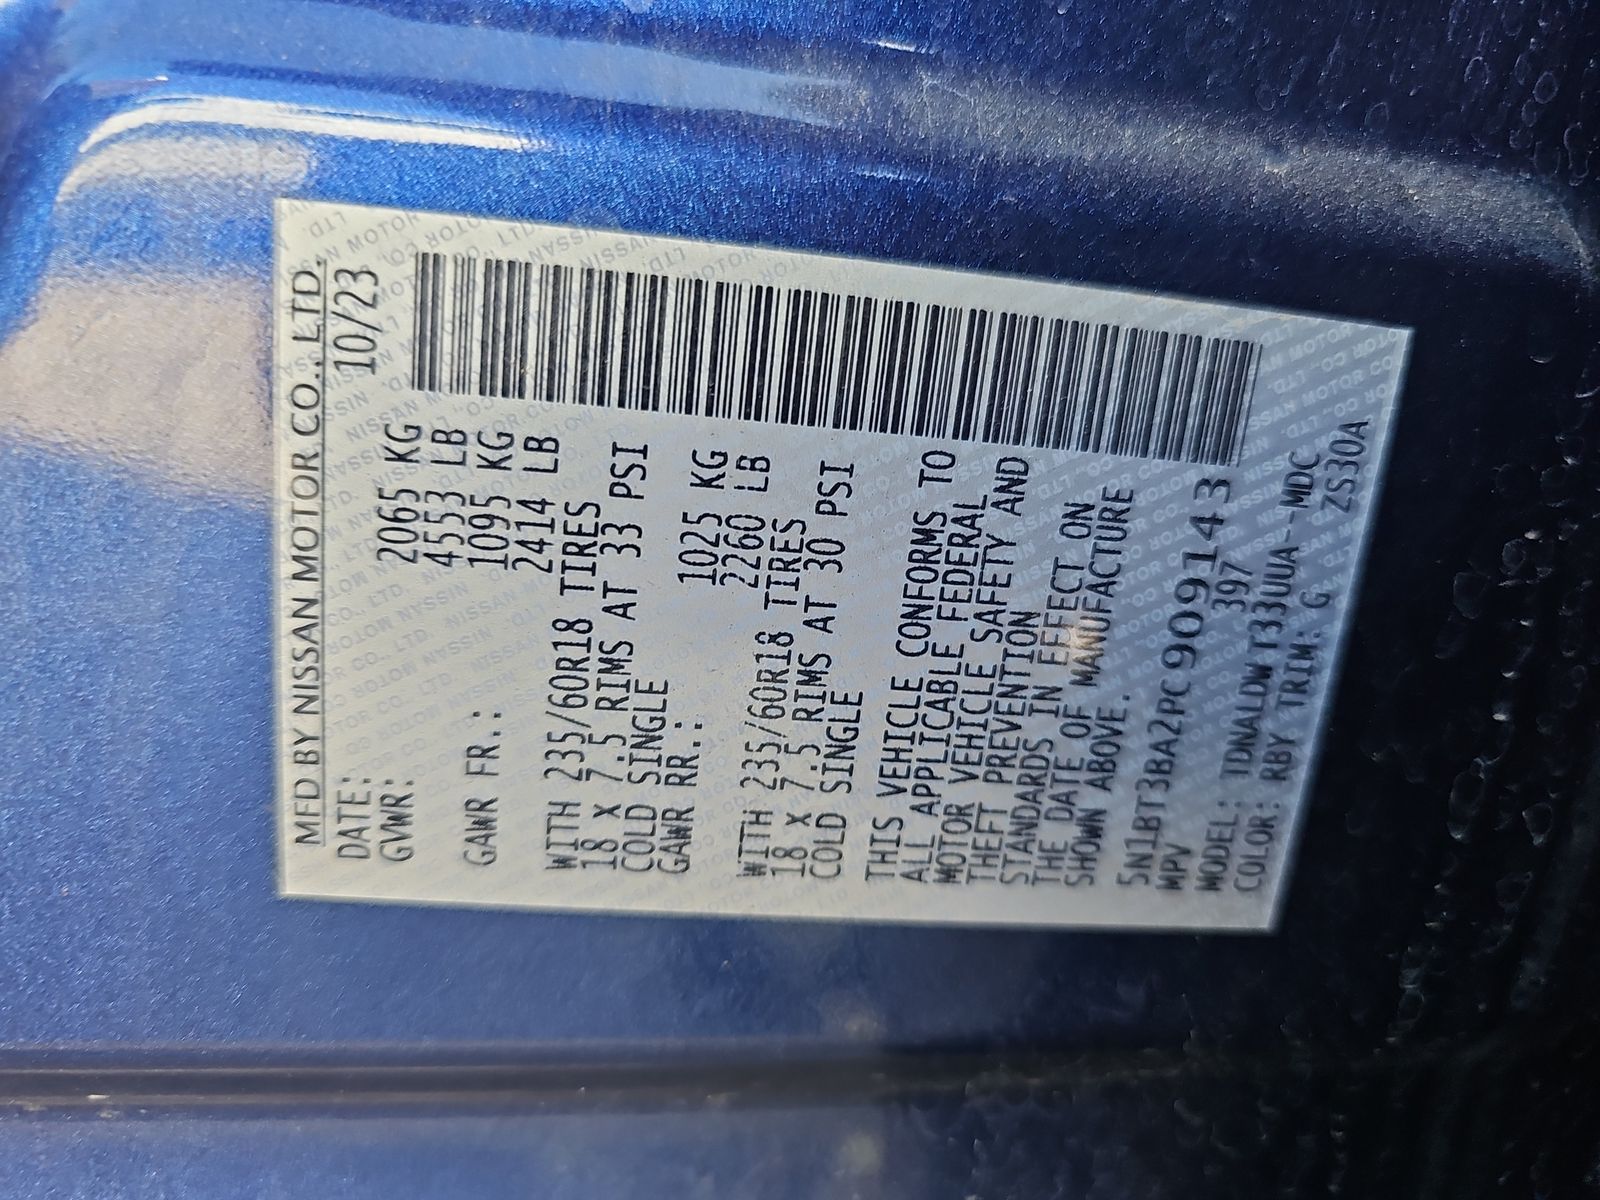 MFD BY NISSAN MOTOR CO., LTD.
DATE: 10/23
GVWR: 2065 KG
4553 LB
GAWR FR.: 1095 KG
2414 LB
WITH 235/60R18 TIRES
18 X 7.5 RIMS AT 33 PSI
COLD SINGLE
GAWR RR.: 1025 KG
2260 LB
WITH 235/60R18 TIRES
18 X 7.5 RIMS AT 30 PSI
COLD SINGLE
THIS VEHICLE CONFORMS TO
ALL APPLICABLE FEDERAL
MOTOR VEHICLE SAFETY AND
THEFT PREVENTION
STANDARDS IN EFFECT ON
THE DATE OF MANUFACTURE
SHOWN ABOVE.
5N1BT3BA2PC909143
MPV 397
MODEL: TDNALDWT33UUA--MDC
COLOR: RBY TRIM: G ZS30A